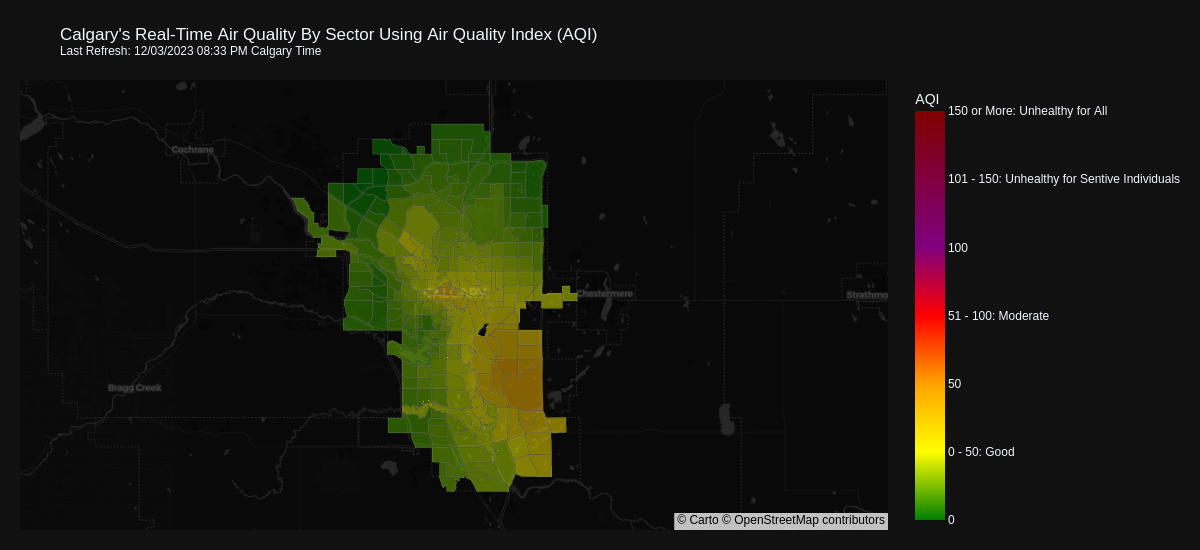 Calgary's Real-Time Air Quality By Sector Using Air Quality Index (AQI)
Last Refresh: 12/03/2023 08:33 PM Calgary Time
AQI
150 or More: Unhealthy for All
Cochrane
101 - 150: Unhealthy for Sentive Individuals
100
Chestermere
Strathmo
51 - 100: Moderate
50
Bragg Creek
0 - 50: Good
© Carto © OpenStreetMap contributors
0